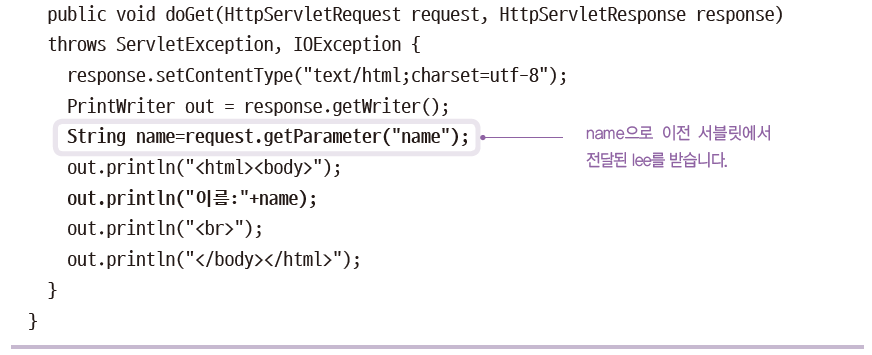 public void doGet(HttpServletRequest request, HttpServletResponse response)
throws ServletException, IOException {
response.setContentType("text/html;charset=utf-8");
PrintWriter out = response.getWriter();
String name=request.getParameter("name");
name으로 이전 서블릿에서
전달된 lee를 받습니다.
out.println("<html><body>");
out.println("이름:"+name);
out.println("<br>");
out.println("</body></html>");
}
}